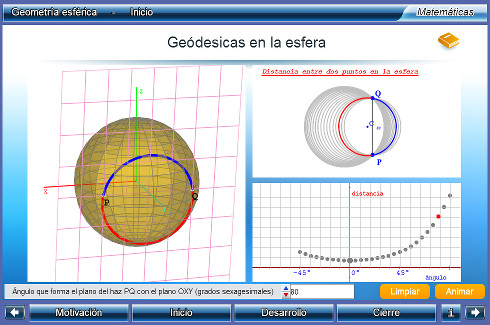 Geometría esférica - Inicio
Matemáticas
Geódesicas en la esfera
Distancia entre dos puntos en la esfera
z
x
P
Q
Q
C
P
distancia
-45°
0°
45°
ángulo
Ángulo que forma el plano del haz PQ con el plano OXY (grados sexagesimales)
80
Limpiar
Animar
Motivación
Inicio
Desarrollo
Cierre
i